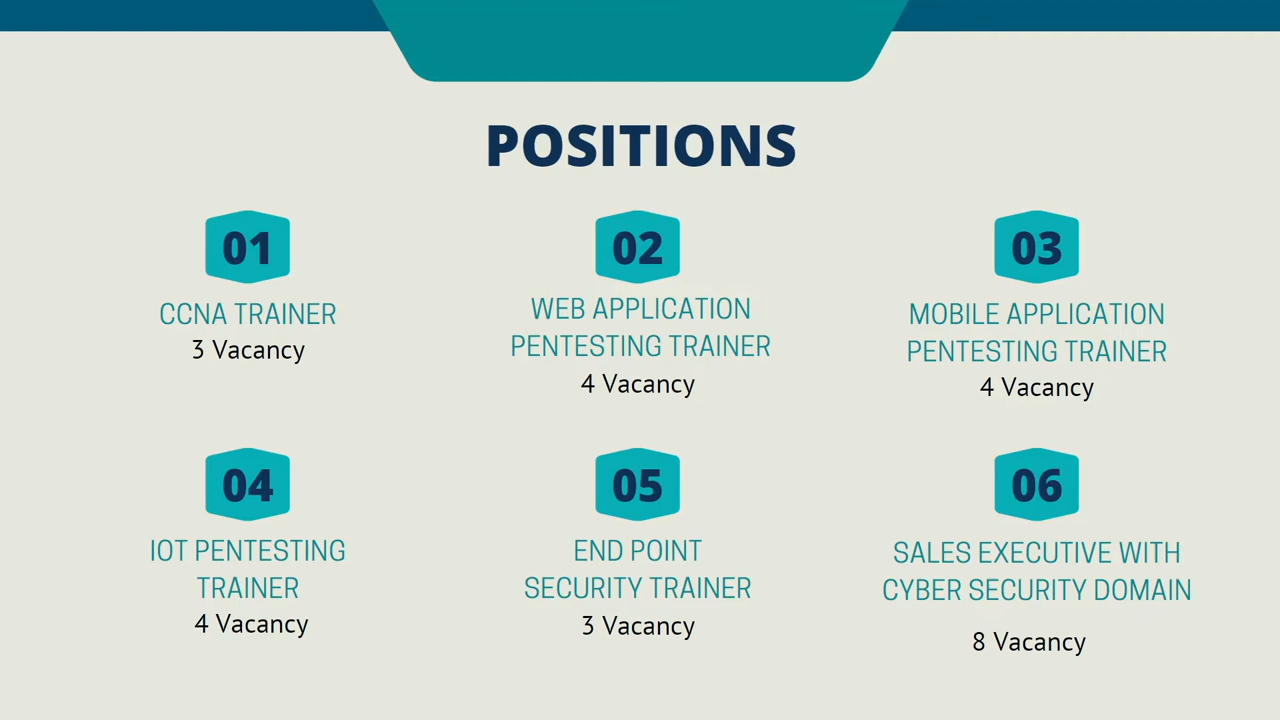 POSITIONS
01
CCNA TRAINER
3 Vacancy
02
WEB APPLICATION
PENTESTING TRAINER
4 Vacancy
03
MOBILE APPLICATION
PENTESTING TRAINER
4 Vacancy
04
IOT PENTESTING
TRAINER
4 Vacancy
05
END POINT
SECURITY TRAINER
3 Vacancy
06
SALES EXECUTIVE WITH
CYBER SECURITY DOMAIN
8 Vacancy